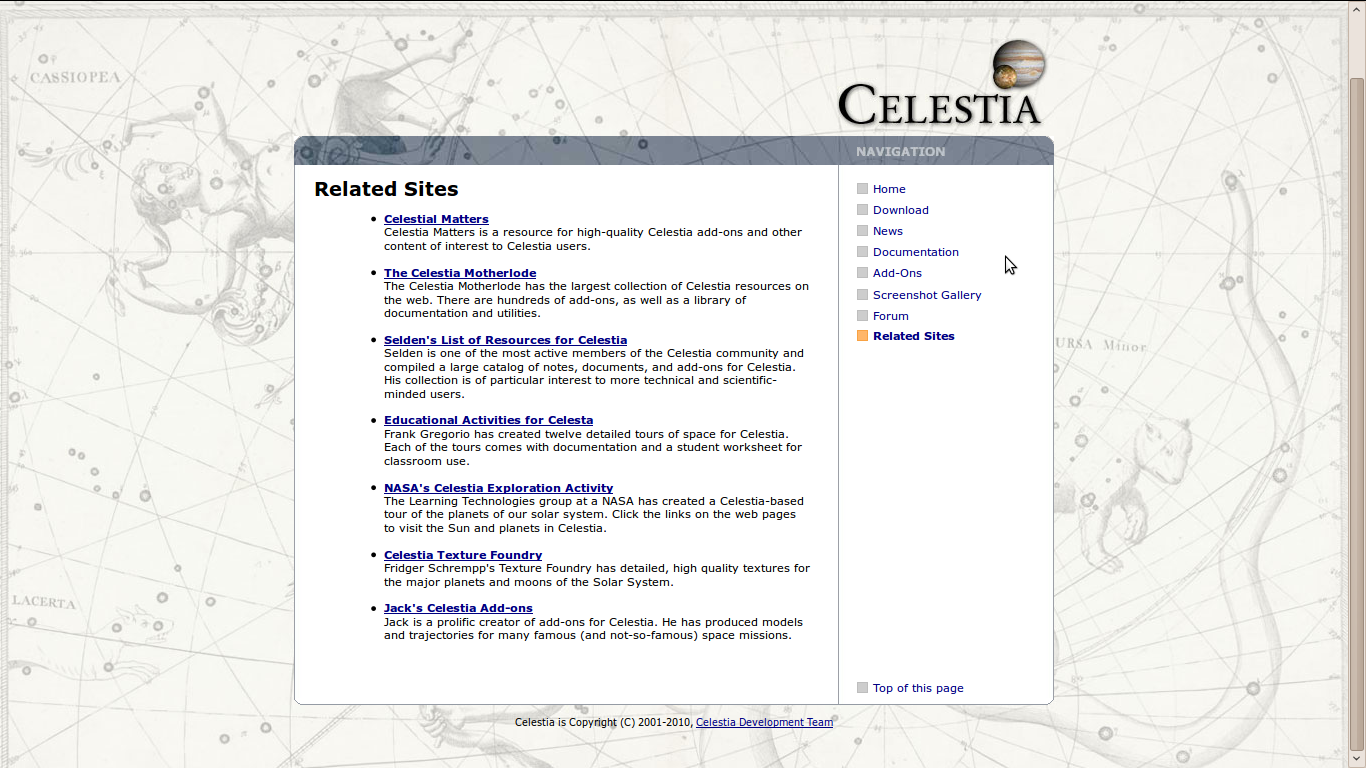 CASSIOPEA
CELESTIA
NAVIGATION
Related Sites
• Celestial Matters
Celestia Matters is a resource for high-quality Celestia add-ons and other
content of interest to Celestia users.
• The Celestia Motherlode
The Celestia Motherlode has the largest collection of Celestia resources on
the web. There are hundreds of add-ons, as well as a library of
documentation and utilities.
• Selden's List of Resources for Celestia
Selden is one of the most active members of the Celestia community and
compiled a large catalog of notes, documents, and add-ons for Celestia.
His collection is of particular interest to more technical and scientific-
minded users.
• Educational Activities for Celesta
Frank Gregorio has created twelve detailed tours of space for Celestia.
Each of the tours comes with documentation and a student worksheet for
classroom use.
• NASA's Celestia Exploration Activity
The Learning Technologies group at a NASA has created a Celestia-based
tour of the planets of our solar system. Click the links on the web pages
to visit the Sun and planets in Celestia.
• Celestia Texture Foundry
Fridger Schrempp's Texture Foundry has detailed, high quality textures for
the major planets and moons of the Solar System.
• Jack's Celestia Add-ons
Jack is a prolific creator of add-ons for Celestia. He has produced models
and trajectories for many famous (and not-so-famous) space missions.
Home
Download
News
Documentation
Add-Ons
Screenshot Gallery
Forum
Related Sites
Top of this page
URSA Minor
LACERTA
Celestia is Copyright (C) 2001-2010, Celestia Development Team